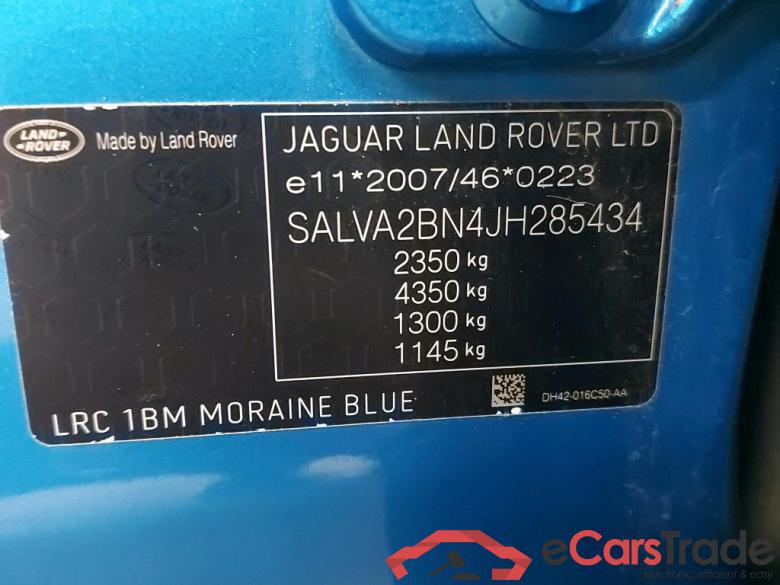 LAND-
-ROVER
Made by Land Rover
JAGUAR LAND ROVER LTD
e11*2007/46*0223
SALVA2BN4JH285434
2350 kg
4350 kg
1300 kg
1145 kg
LRC 1BM MORAINE BLUE
DH42-016C50-AA
eCarsTrade
electronic, efficient & easy